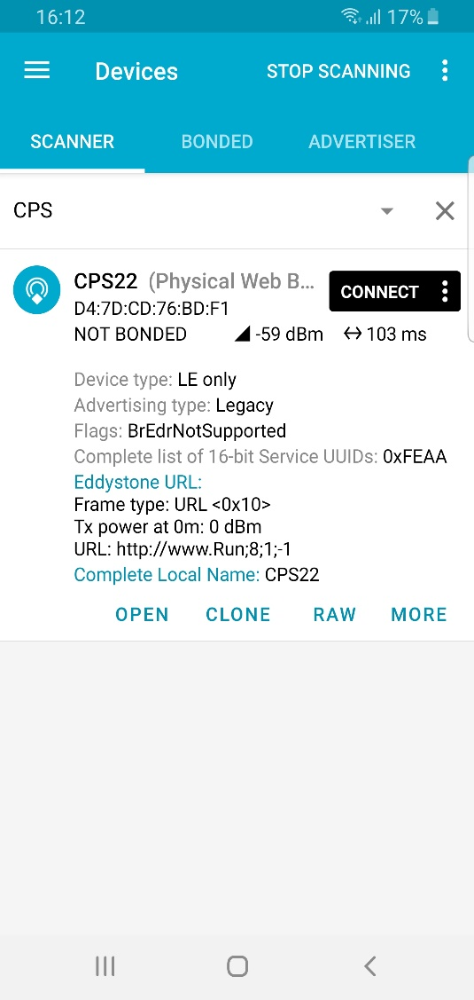 16:12 17%
Devices STOP SCANNING
SCANNER BONDED ADVERTISER
CPS
CPS22 (Physical Web B... CONNECT
D4:7D:CD:76:BD:F1
NOT BONDED -59 dBm 103 ms
Device type: LE only
Advertising type: Legacy
Flags: BrEdrNotSupported
Complete list of 16-bit Service UUIDs: 0xFEAA
Eddystone URL:
Frame type: URL <0x10>
Tx power at 0m: 0 dBm
URL: http://www.Run;8;1;-1
Complete Local Name: CPS22
OPEN CLONE RAW MORE